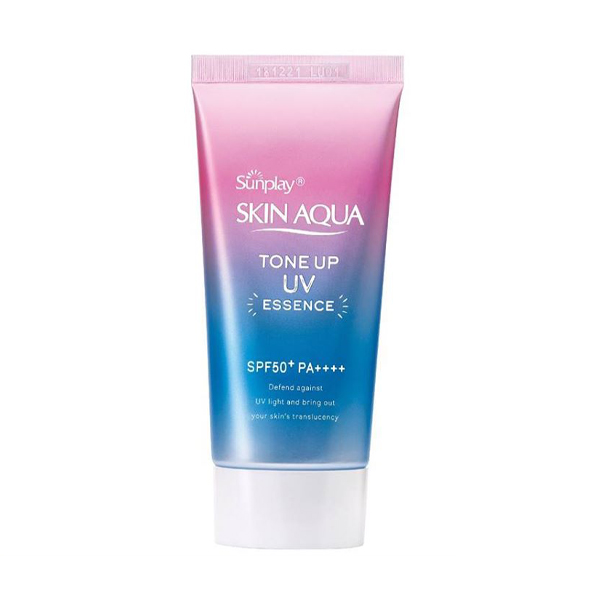 Sunplay®
SKIN AQUA
TONE UP
UV
ESSENCE
SPF50+ PA++++
Defend against
UV light and bring out
your skin's translucency